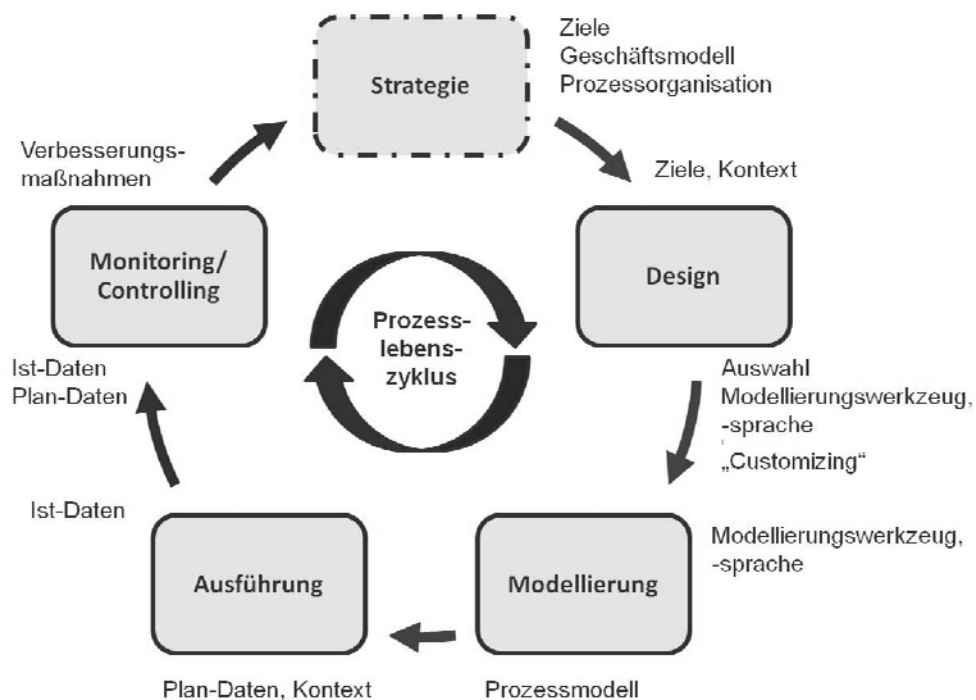 Strategie
Ziele
Geschäftsmodell
Prozessorganisation
Ziele, Kontext
Design
Auswahl
Modellierungswerkzeug,
-sprache
„Customizing“
Modellierungswerkzeug,
-sprache
Modellierung
Prozessmodell
Plan-Daten, Kontext
Ausführung
Ist-Daten
Ist-Daten
Plan-Daten
Monitoring/
Controlling
Verbesserungs-
maßnahmen
Prozess-
lebens-
zyklus